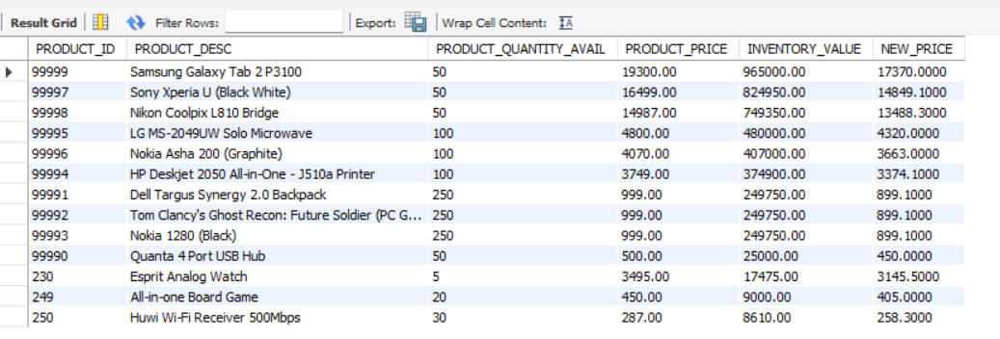 Result Grid Filter Rows: Export: Wrap Cell Content: IA
PRODUCT_ID PRODUCT_DESC PRODUCT_QUANTITY_AVAIL PRODUCT_PRICE INVENTORY_VALUE NEW_PRICE
99999 Samsung Galaxy Tab 2 P3100 50 19300.00 965000.00 17370.0000
99997 Sony Xperia U (Black White) 50 16499.00 824950.00 14849.1000
99998 Nikon Coolpix L810 Bridge 50 14987.00 749350.00 13488.3000
99995 LG MS-2049UW Solo Microwave 100 4800.00 480000.00 4320.0000
99996 Nokia Asha 200 (Graphite) 100 4070.00 407000.00 3663.0000
99994 HP Deskjet 2050 All-in-One - J510a Printer 100 3749.00 374900.00 3374.1000
99991 Dell Targus Synergy 2.0 Backpack 250 999.00 249750.00 899.1000
99992 Tom Clancy's Ghost Recon: Future Soldier (PC G... 250 999.00 249750.00 899.1000
99993 Nokia 1280 (Black) 250 999.00 249750.00 899.1000
99990 Quanta 4 Port USB Hub 50 500.00 25000.00 450.0000
230 Esprit Analog Watch 5 3495.00 17475.00 3145.5000
249 All-in-one Board Game 20 450.00 9000.00 405.0000
250 Huwi Wi-Fi Receiver 500Mbps 30 287.00 8610.00 258.3000